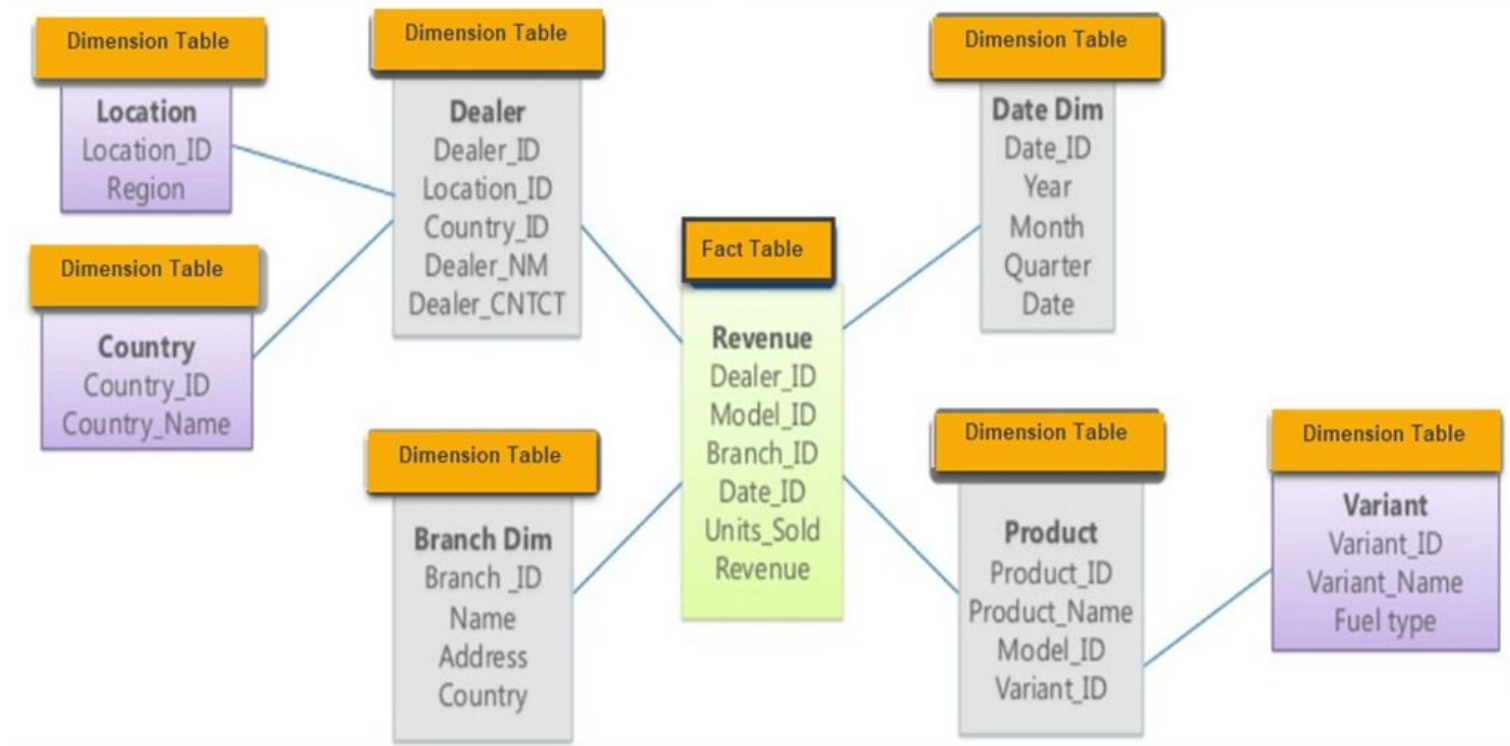 Dimension Table
Location
Location_ID
Region
Dimension Table
Country
Country_ID
Country_Name
Dimension Table
Dealer
Dealer_ID
Location_ID
Country_ID
Dealer_NM
Dealer_CNTCT
Dimension Table
Branch Dim
Branch _ID
Name
Address
Country
Fact Table
Revenue
Dealer_ID
Model_ID
Branch_ID
Date_ID
Units_Sold
Revenue
Dimension Table
Date Dim
Date_ID
Year
Month
Quarter
Date
Dimension Table
Product
Product_ID
Product_Name
Model_ID
Variant_ID
Dimension Table
Variant
Variant_ID
Variant_Name
Fuel type